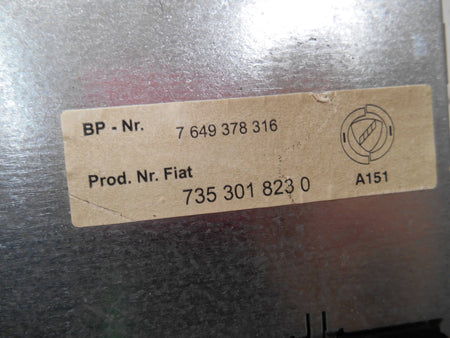 BP - Nr. 7 649 378 316
Prod. Nr. Fiat
735 301 823 0 A151